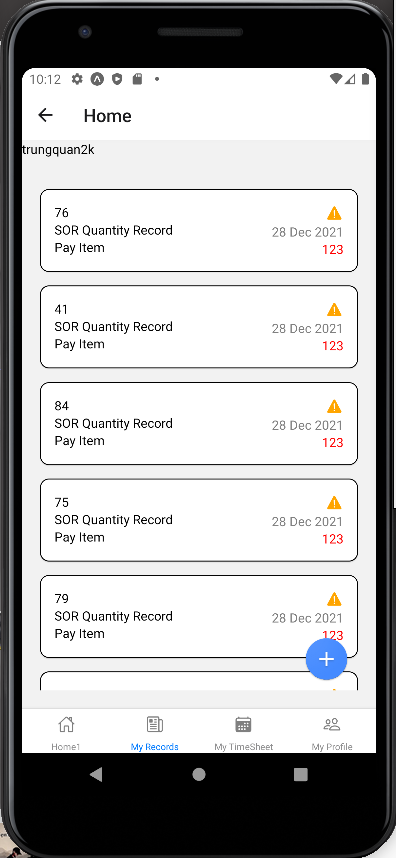 10:12
Home
trungquan2k
76
SOR Quantity Record
28 Dec 2021
Pay Item
123
41
SOR Quantity Record
28 Dec 2021
Pay Item
123
84
SOR Quantity Record
28 Dec 2021
Pay Item
123
75
SOR Quantity Record
28 Dec 2021
Pay Item
123
79
SOR Quantity Record
28 Dec 2021
Pay Item
123
Home1 My Records My TimeSheet My Profile